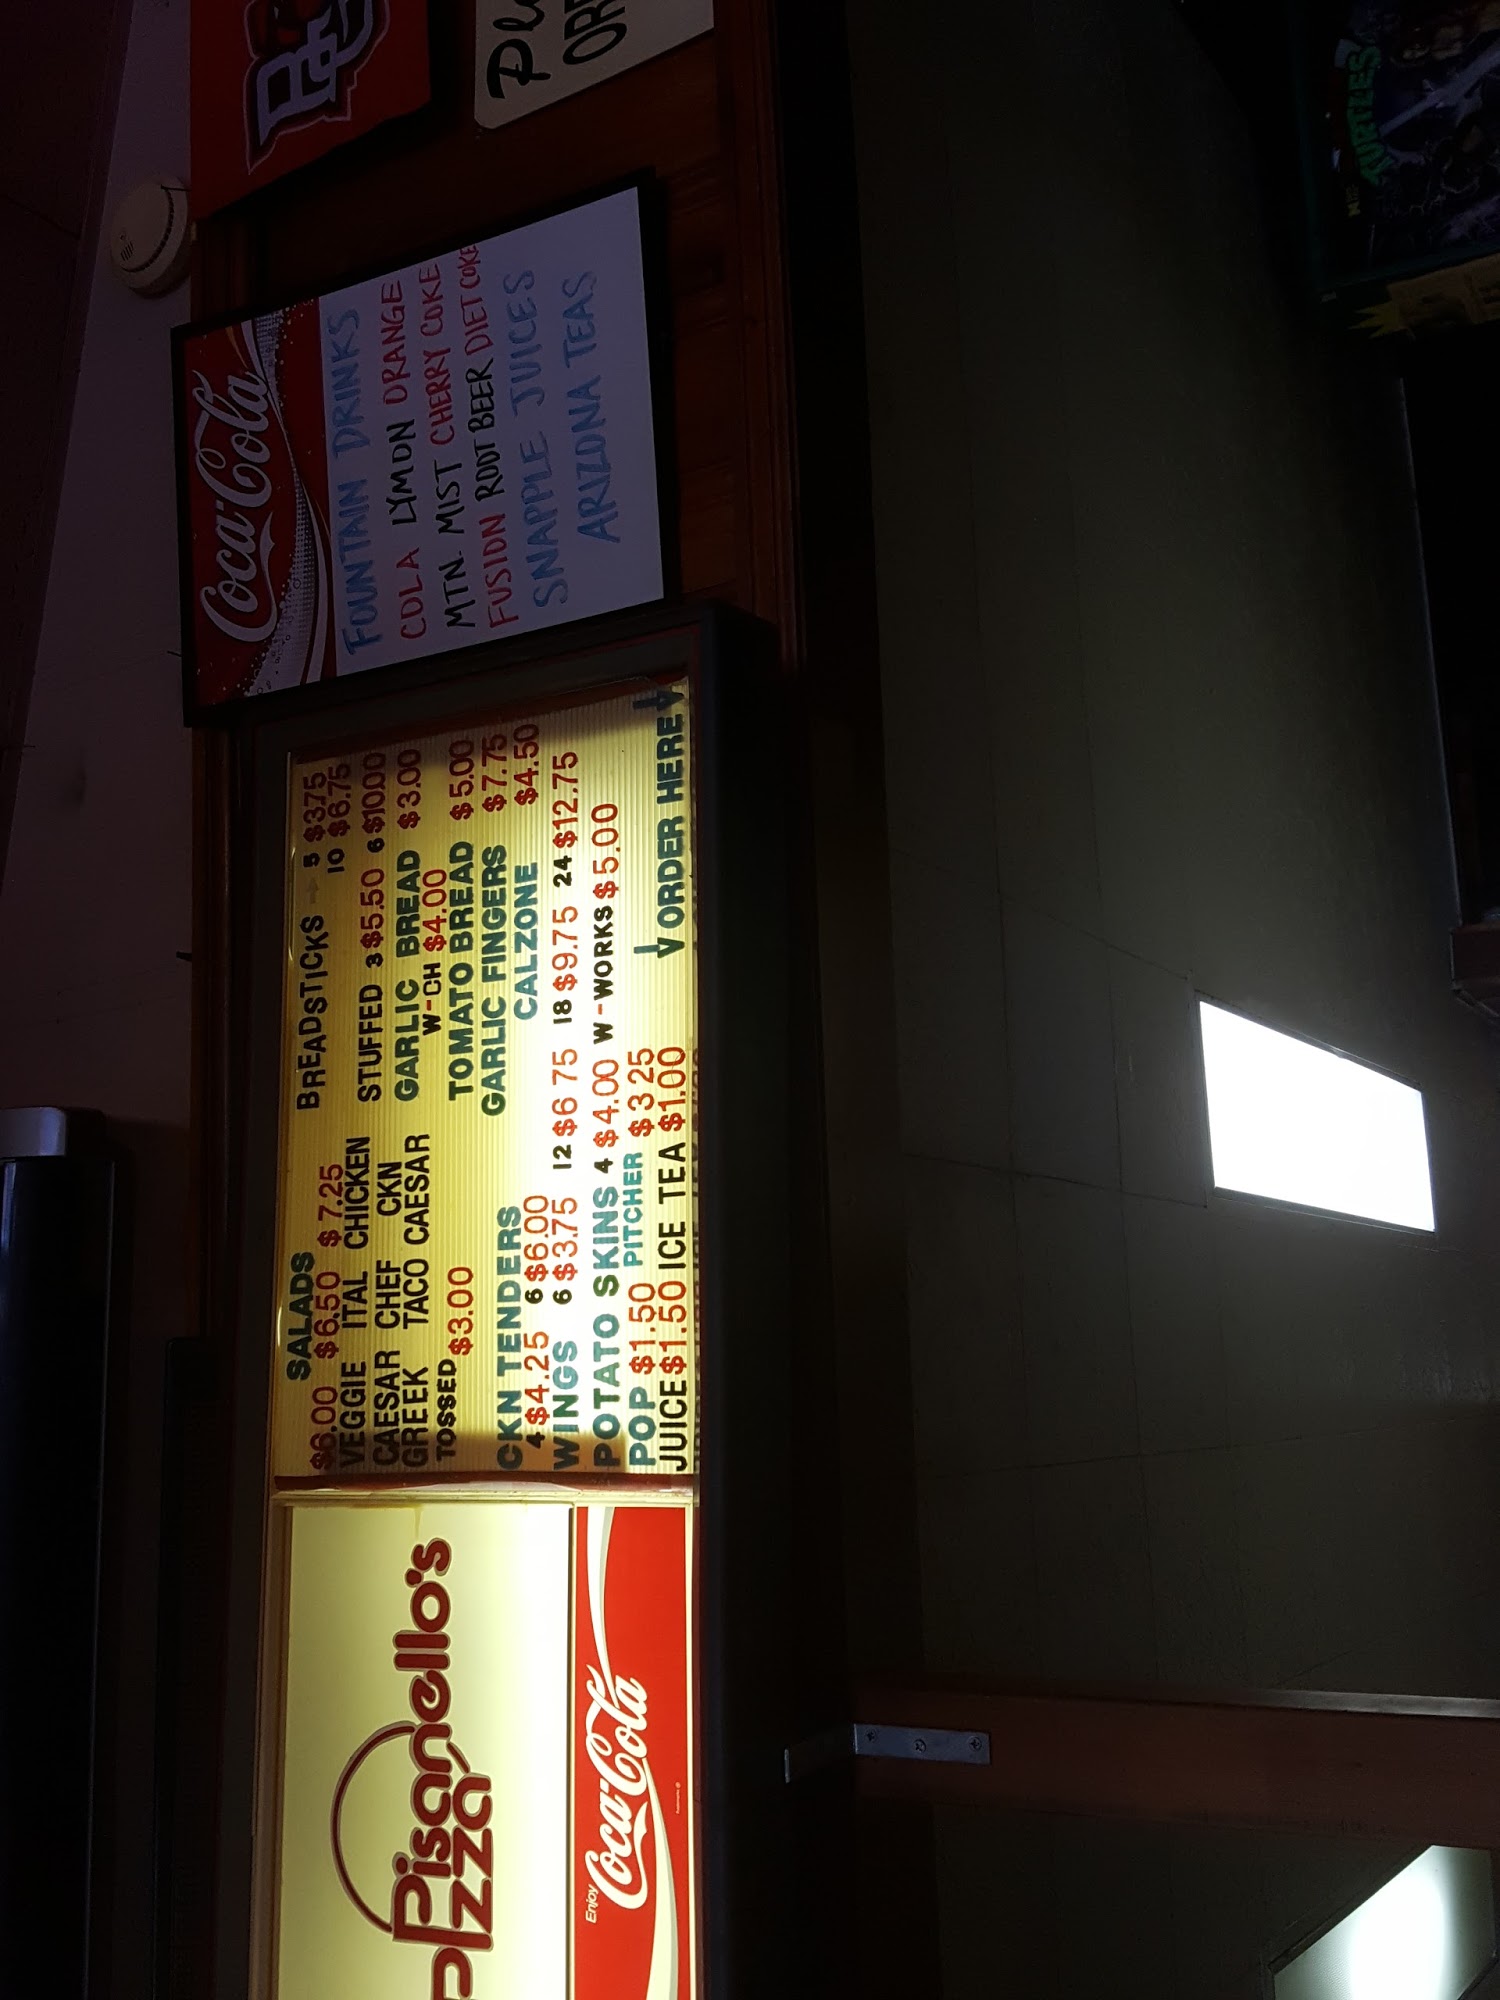 Pisanello's
Pizza
Enjoy
Coca-Cola
SALADS
$6.00 $6.50 $7.25
VEGGIE ITAL CHICKEN
CAESAR CHEF CKN
GREEK TACO CAESAR
TOSSED $3.00
CKN TENDERS
4 $4.25 6 $6.00
WINGS 6 $3.75 12 $6 75 18 $9.75 24 $12.75
POTATO SKINS 4 $4.00 W-WORKS $5.00
POP $1.50 PITCHER $3 25
JUICE $1.50 ICE TEA $1.00
BREADSTICKS → 5 $3.75
10 $6.75
STUFFED 3 $5.50 6 $10.00
GARLIC BREAD $3.00
W-CH $4.00
TOMATO BREAD $5.00
GARLIC FINGERS $7.75
CALZONE $4.50
↓ ORDER HERE ↓
Coca-Cola
FOUNTAIN DRINKS
COLA LYMON ORANGE
MTN. MIST CHERRY COKE
FUSION ROOT BEER DIET COKE
SNAPPLE JUICES
ARIZONA TEAS
BG
TURTLES